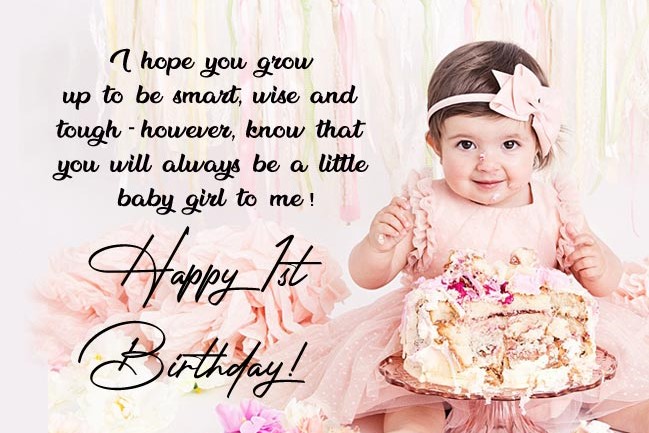 I hope you grow
up to be smart, wise and
tough - however, know that
you will always be a little
baby girl to me!
Happy 1st
Birthday!